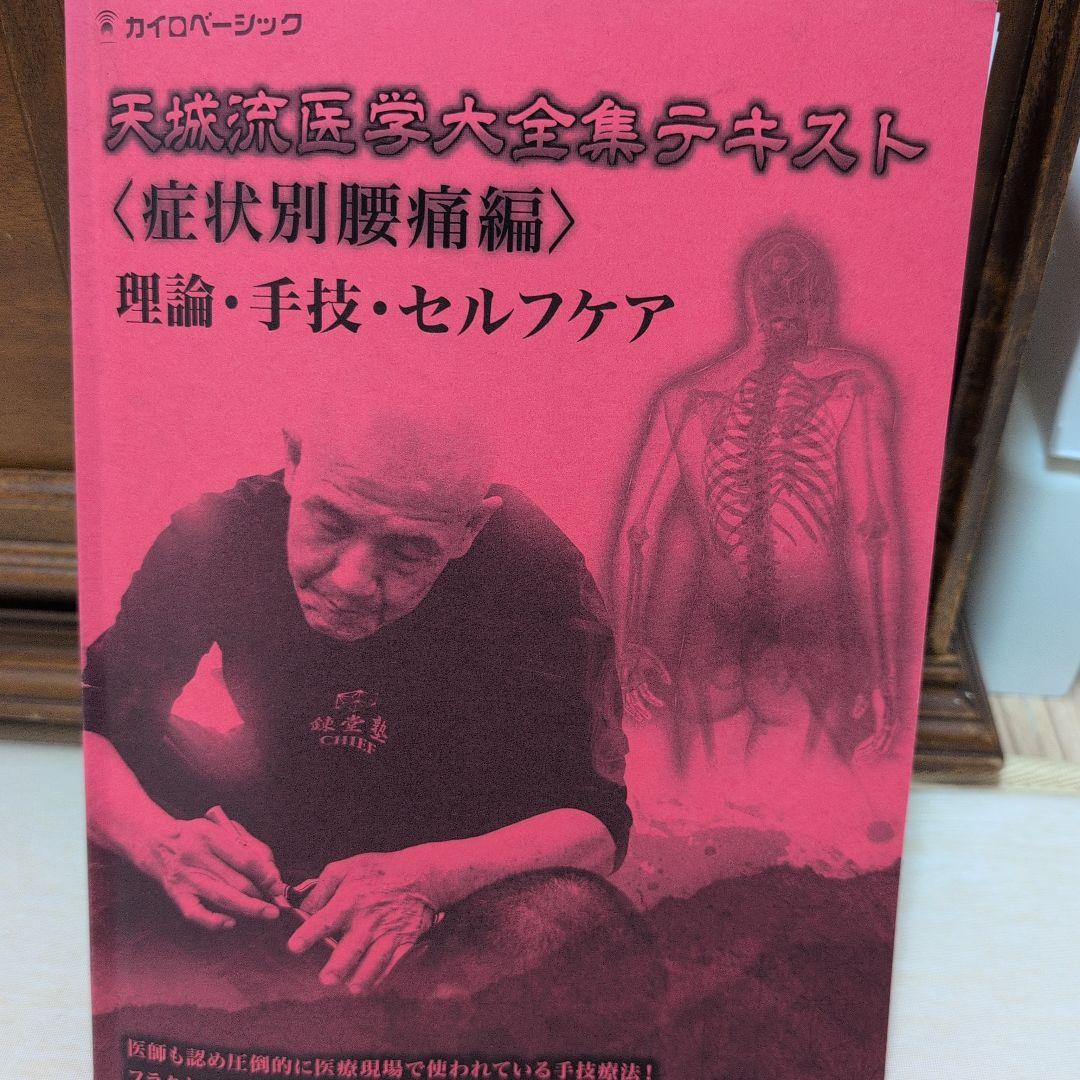 カイロベーシック
天城流医学大全集テキスト
〈症状別腰痛編〉
理論・手技・セルフケア
錬堂塾
CHIEF
医師も認め圧倒的に医療現場で使われている手技療法！